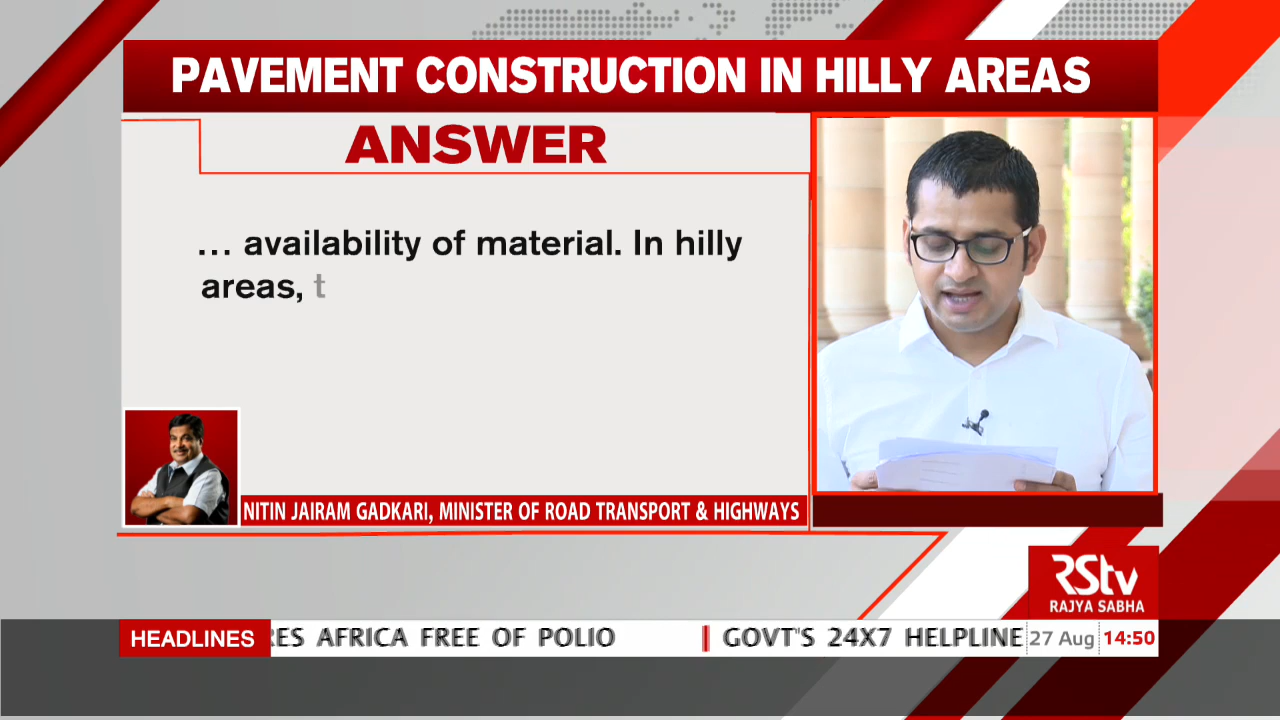 PAVEMENT CONSTRUCTION IN HILLY AREAS
ANSWER
... availability of material. In hilly
areas, t
NITIN JAIRAM GADKARI, MINISTER OF ROAD TRANSPORT & HIGHWAYS
RStv
RAJYA SABHA
HEADLINES RES AFRICA FREE OF POLIO | GOVT'S 24X7 HELPLINE 27 Aug 14:50